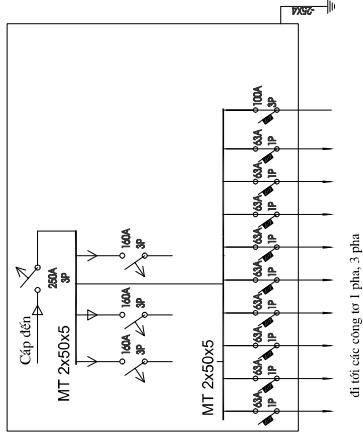 -25X4
Cáp đến
250A
3P
MT 2x50x5
160A
3P
160A
3P
160A
3P
MT 2x50x5
63A
1P
63A
1P
63A
1P
63A
1P
63A
1P
63A
1P
63A
1P
63A
1P
63A
1P
100A
3P
đi tới các công tơ 1 pha, 3 pha